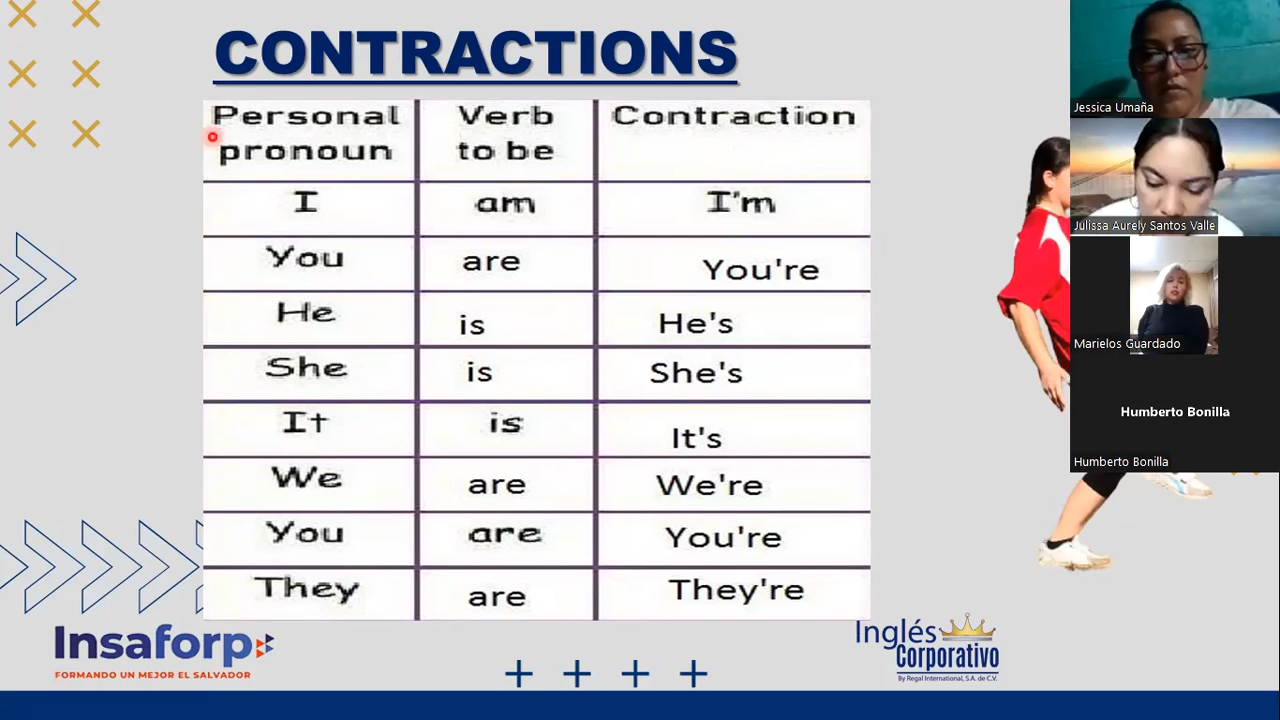 CONTRACTIONS
Personal pronoun Verb to be Contraction
I am I'm
You are You're
He is He's
She is She's
It is It's
We are We're
You are You're
They are They're
Insaforp
FORMANDO UN MEJOR EL SALVADOR
Inglés
Corporativo
By Regal International, S.A. de C.V.
Jessica Umaña
Julissa Aurely Santos Valle
Marielos Guardado
Humberto Bonilla
Humberto Bonilla